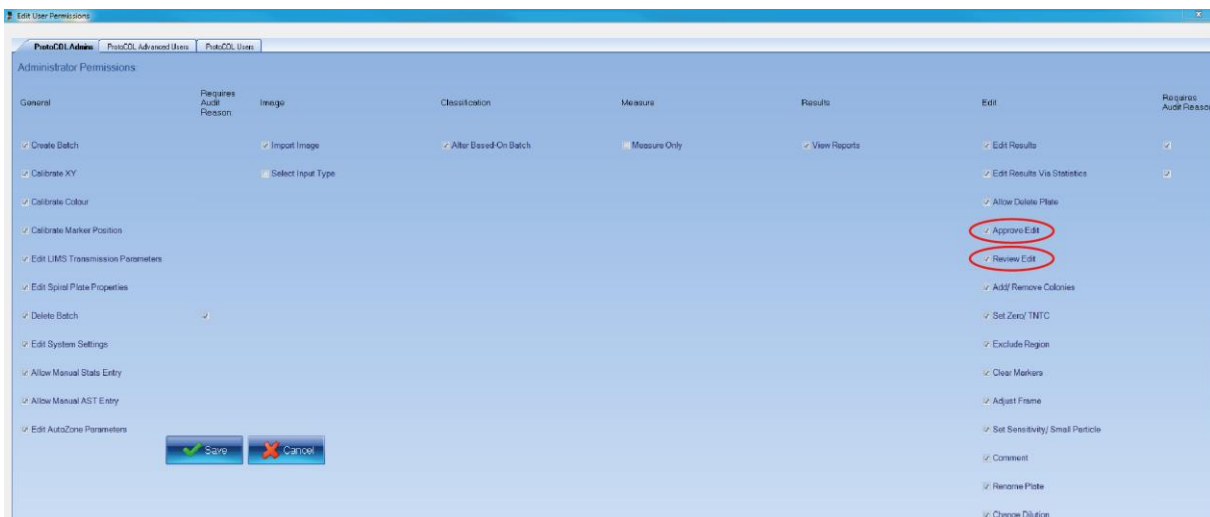 Edit User Permissions
ProtoCOL Admins ProtoCOL Advanced Users ProtoCOL Users
Administrator Permissions:
General Requires Audit Reason Image Classification Measure Results Edit Requires Audit Reason
Create Batch Import Image Alter Based-On Batch Measure Only View Reports Edit Results
Calibrate XY Select Input Type Edit Results Via Statistics
Calibrate Colour Allow Delete Plate
Calibrate Marker Position Approve Edit
Edit LIMS Transmission Parameters Review Edit
Edit Spiral Plate Properties Add/ Remove Colonies
Delete Batch Set Zero/ TNTC
Edit System Settings Exclude Region
Allow Manual Stats Entry Clear Markers
Allow Manual AST Entry Adjust Frame
Edit AutoZone Parameters Set Sensitivity/ Small Particle
Save Cancel
Comment
Rename Plate
Change Dilution